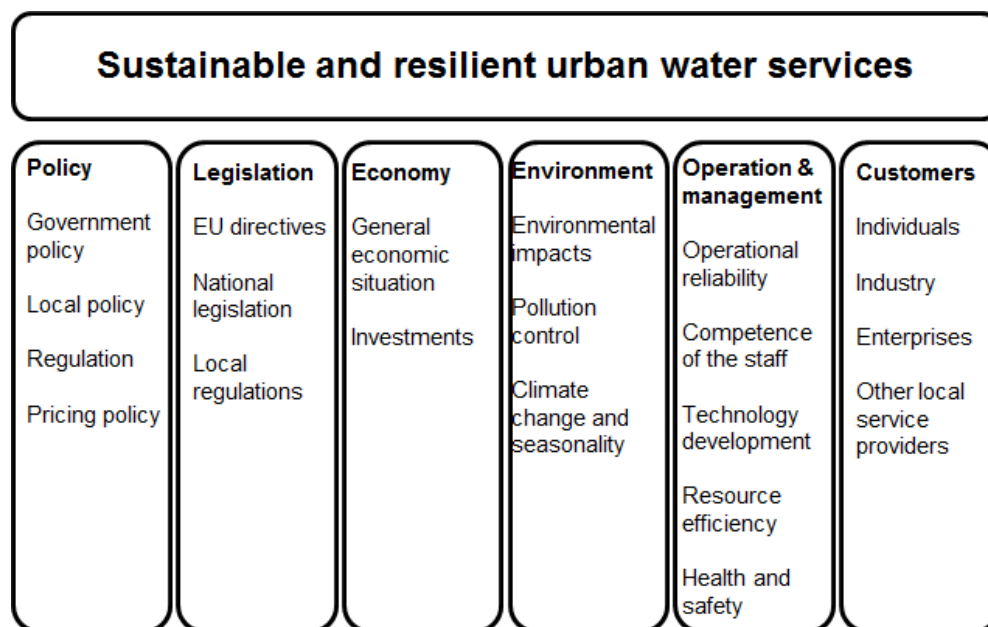 Sustainable and resilient urban water services
Policy
Government
policy
Local policy
Regulation
Pricing policy
Legislation
EU directives
National
legislation
Local
regulations
Economy
General
economic
situation
Investments
Environment
Environmental
impacts
Pollution
control
Climate
change and
seasonality
Operation &
management
Operational
reliability
Competence
of the staff
Technology
development
Resource
efficiency
Health and
safety
Customers
Individuals
Industry
Enterprises
Other local
service
providers